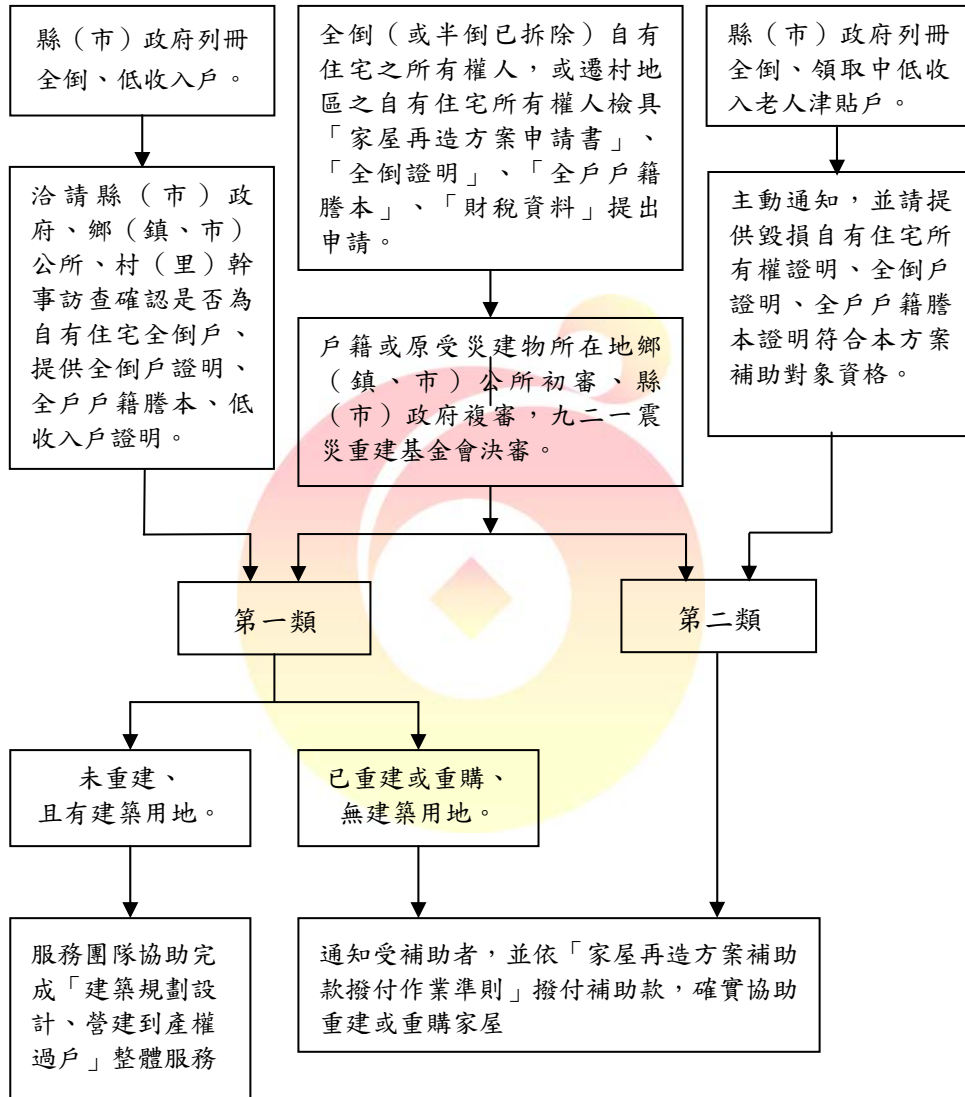 縣（市）政府列冊
全倒、低收入戶。
全倒（或半倒已拆除）自有
住宅之所有權人，或遷村地
區之自有住宅所有權人檢具
「家屋再造方案申請書」、
「全倒證明」、「全戶戶籍
謄本」、「財稅資料」提出
申請。
縣（市）政府列冊
全倒、領取中低收
入老人津貼戶。
洽請縣（市）政
府、鄉（鎮、市）
公所、村（里）幹
事訪查確認是否為
自有住宅全倒戶、
提供全倒戶證明、
全戶戶籍謄本、低
收入戶證明。
主動通知，並請提
供毀損自有住宅所
有權證明、全倒戶
證明、全戶戶籍謄
本證明符合本方案
補助對象資格。
戶籍或原受災建物所在地鄉
（鎮、市）公所初審、縣
（市）政府複審，九二一震
災重建基金會決審。
第一類
第二類
未重建、
且有建築用地。
已重建或重購、
無建築用地。
服務團隊協助完
成「建築規劃設
計、營建到產權
過戶」整體服務
通知受補助者，並依「家屋再造方案補助
款撥付作業準則」撥付補助款，確實協助
重建或重購家屋